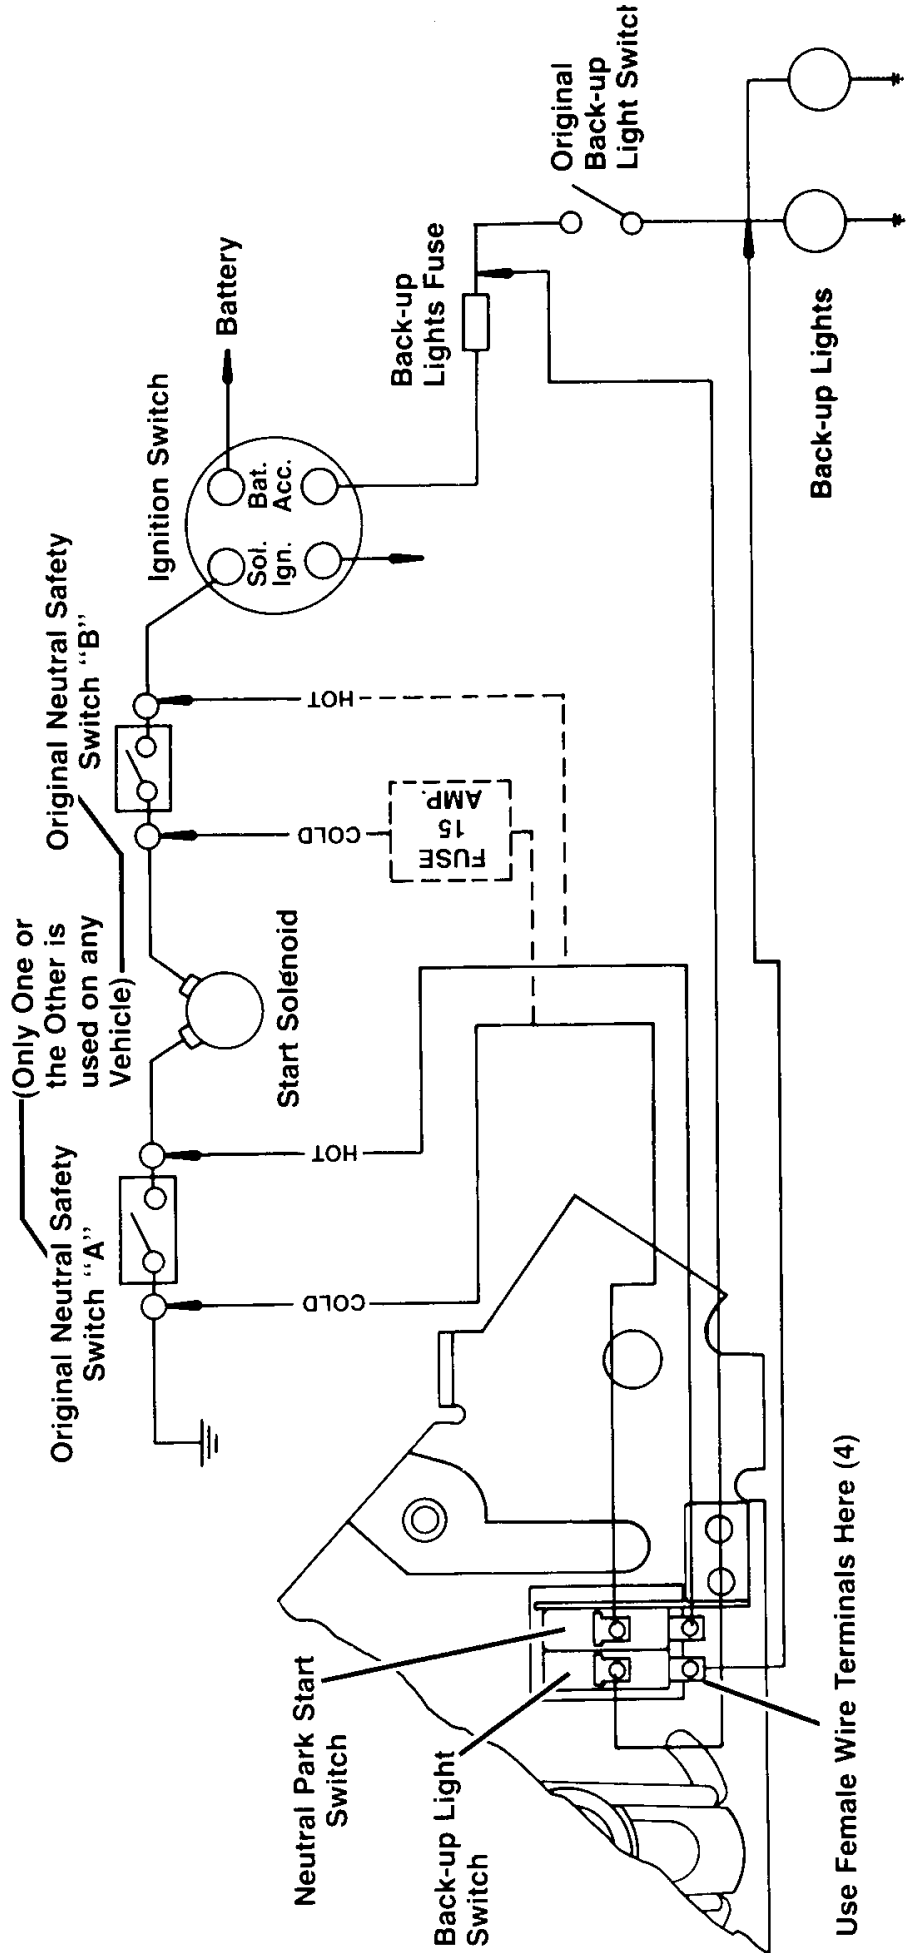 (Only One or
the Other is
used on any
Vehicle)
Original Neutral Safety
Switch "A"
Original Neutral Safety
Switch "B"
Ignition Switch
Battery
Sol.
Bat.
Ign.
Acc.
Start Solenoid
COLD
HOT
COLD
HOT
FUSE
15
AMP.
Back-up
Lights Fuse
Original
Back-up
Light Switch
Neutral Park Start
Switch
Back-up Light
Switch
Back-up Lights
Use Female Wire Terminals Here (4)